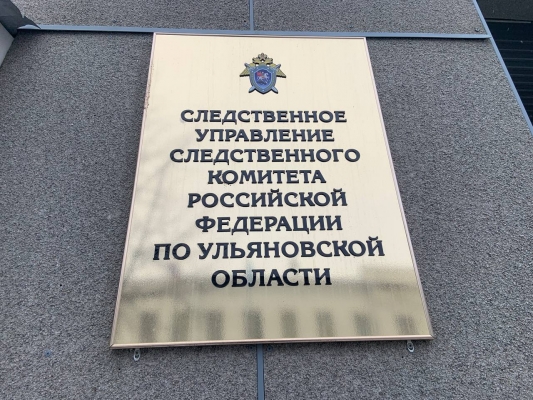 СЛЕДСТВЕННОЕ
УПРАВЛЕНИЕ
СЛЕДСТВЕННОГО
КОМИТЕТА
РОССИЙСКОЙ
ФЕДЕРАЦИИ
ПО УЛЬЯНОВСКОЙ
ОБЛАСТИ